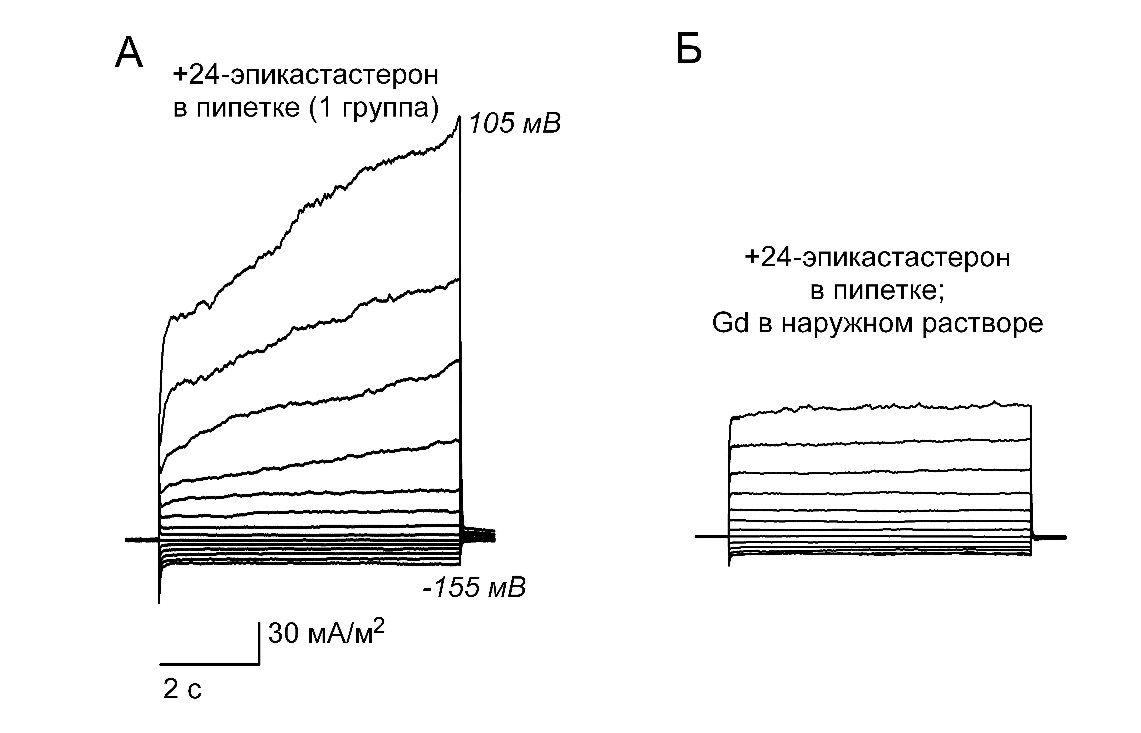 А
+24-эпикастастерон
в пипетке (1 группа)
105 мВ
-155 мВ
30 мА/м²
2 с
Б
+24-эпикастастерон
в пипетке;
Gd в наружном растворе